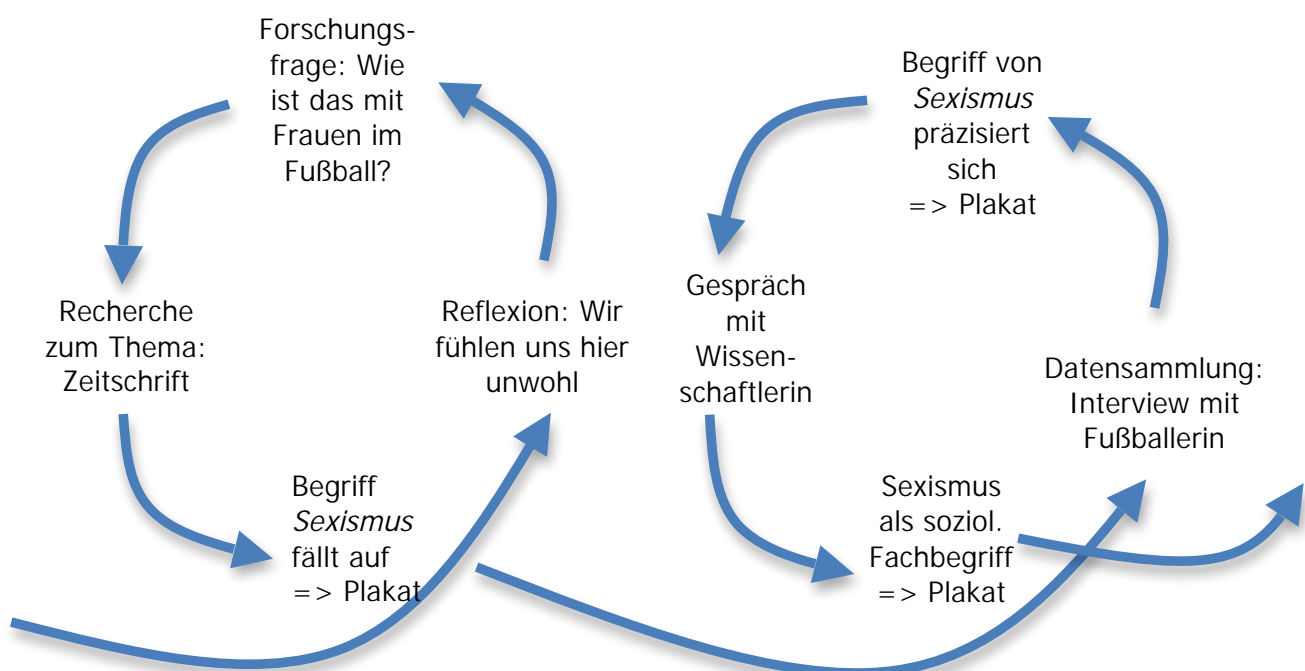 Forschungs-
frage: Wie
ist das mit
Frauen im
Fußball?
Recherche
zum Thema:
Zeitschrift
Begriff
Sexismus
fällt auf
=> Plakat
Reflexion: Wir
fühlen uns hier
unwohl
Begriff von
Sexismus
präzisiert
sich
=> Plakat
Gespräch
mit
Wissen-
schaftlerin
Sexismus
als soziol.
Fachbegriff
=> Plakat
Datensammlung:
Interview mit
Fußballerin